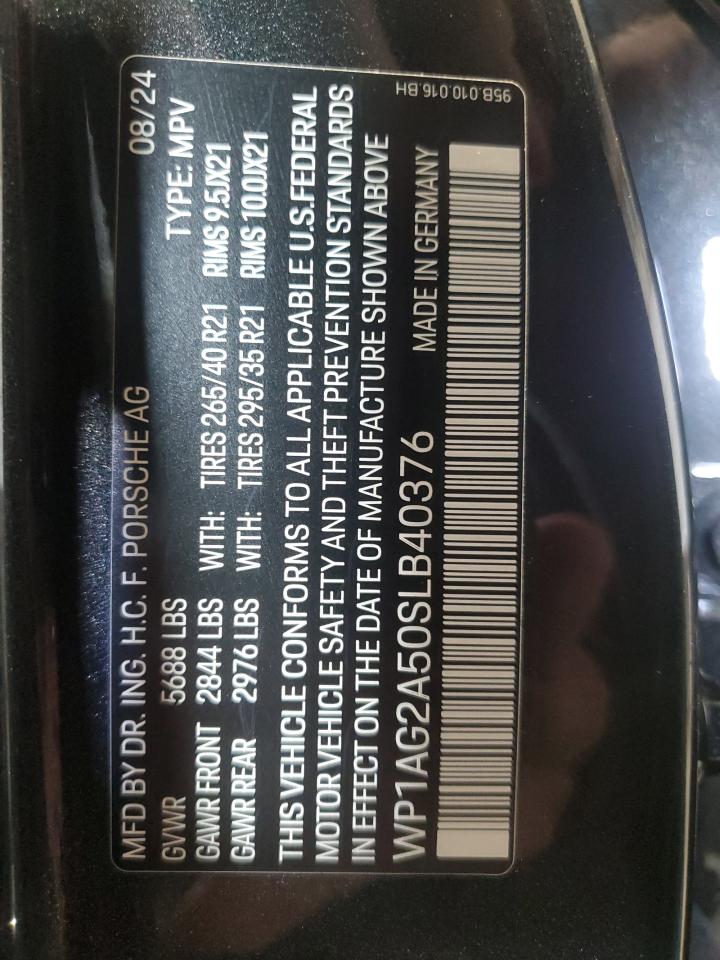 MFD BY DR. ING. H.C. F. PORSCHE AG 08/24
GVWR 5688 LBS TYPE: MPV
GAWR FRONT 2844 LBS WITH: TIRES 265/40 R21 RIMS 9.5JX21
GAWR REAR 2976 LBS WITH: TIRES 295/35 R21 RIMS 10.0JX21
THIS VEHICLE CONFORMS TO ALL APPLICABLE U.S.FEDERAL
MOTOR VEHICLE SAFETY AND THEFT PREVENTION STANDARDS
IN EFFECT ON THE DATE OF MANUFACTURE SHOWN ABOVE
WP1AG2A50SLB40376 MADE IN GERMANY
95B.010.016.BH